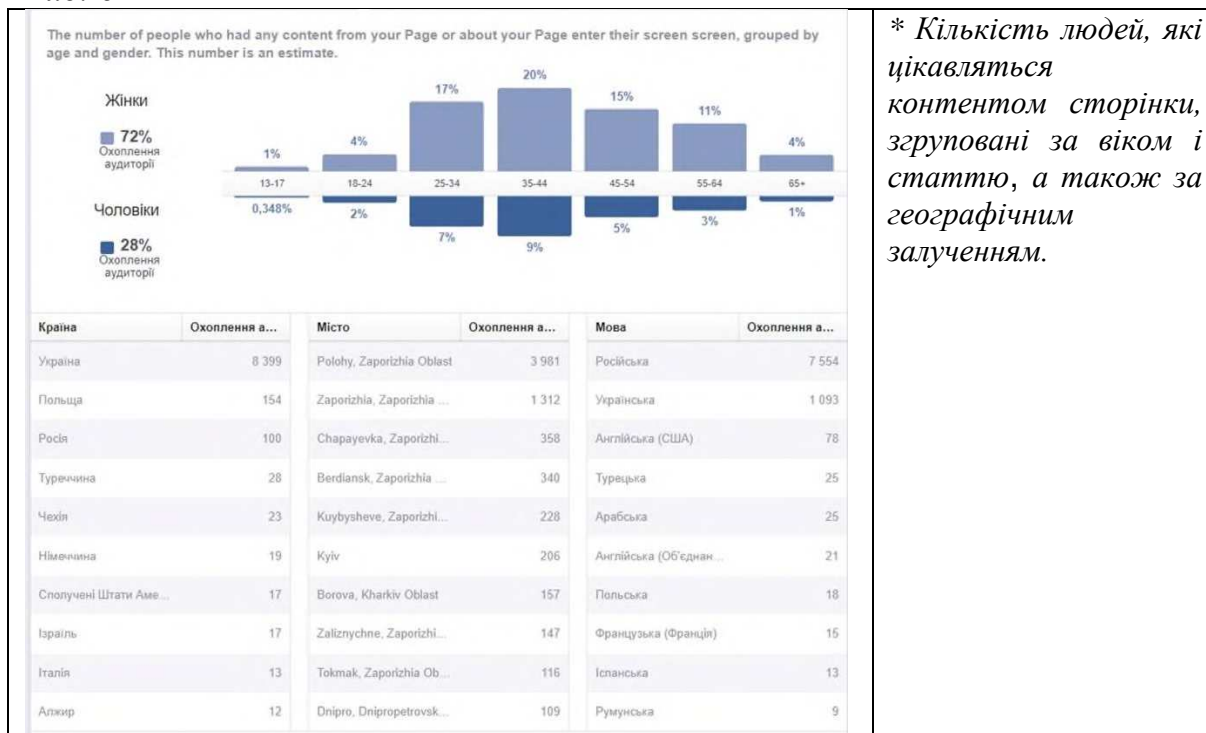 The number of people who had any content from your Page or about your Page enter their screen screen, grouped by
age and gender. This number is an estimate.
Жінки
72%
Охоплення
аудиторії
1% 4% 17% 20% 15% 11% 4%
13-17 18-24 25-34 35-44 45-54 55-64 65+
Чоловіки
28%
Охоплення
аудиторії
0,348% 2% 7% 9% 5% 3% 1%
Країна Охоплення а... Місто Охоплення а... Мова Охоплення а...
Україна 8 399 Polohy, Zaporizhia Oblast 3 981 Російська 7 554
Польща 154 Zaporizhia, Zaporizhia ... 1 312 Українська 1 093
Росія 100 Chapayevka, Zaporizhi... 358 Англійська (США) 78
Туреччина 28 Berdiansk, Zaporizhia ... 340 Турецька 25
Чехія 23 Kuybysheve, Zaporizhi... 228 Арабська 25
Німеччина 19 Kyiv 206 Англійська (Об'єднан... 21
Сполучені Штати Аме... 17 Borova, Kharkiv Oblast 157 Польська 18
Ізраїль 17 Zaliznychne, Zaporizhi... 147 Французька (Франція) 15
Італія 13 Tokmak, Zaporizhia Ob... 116 Іспанська 13
Алжир 12 Dnipro, Dnipropetrovsk... 109 Румунська 9
* Кількість людей, які
цікавляться
контентом сторінки,
згруповані за віком і
статтю, а також за
географічним
залученням.